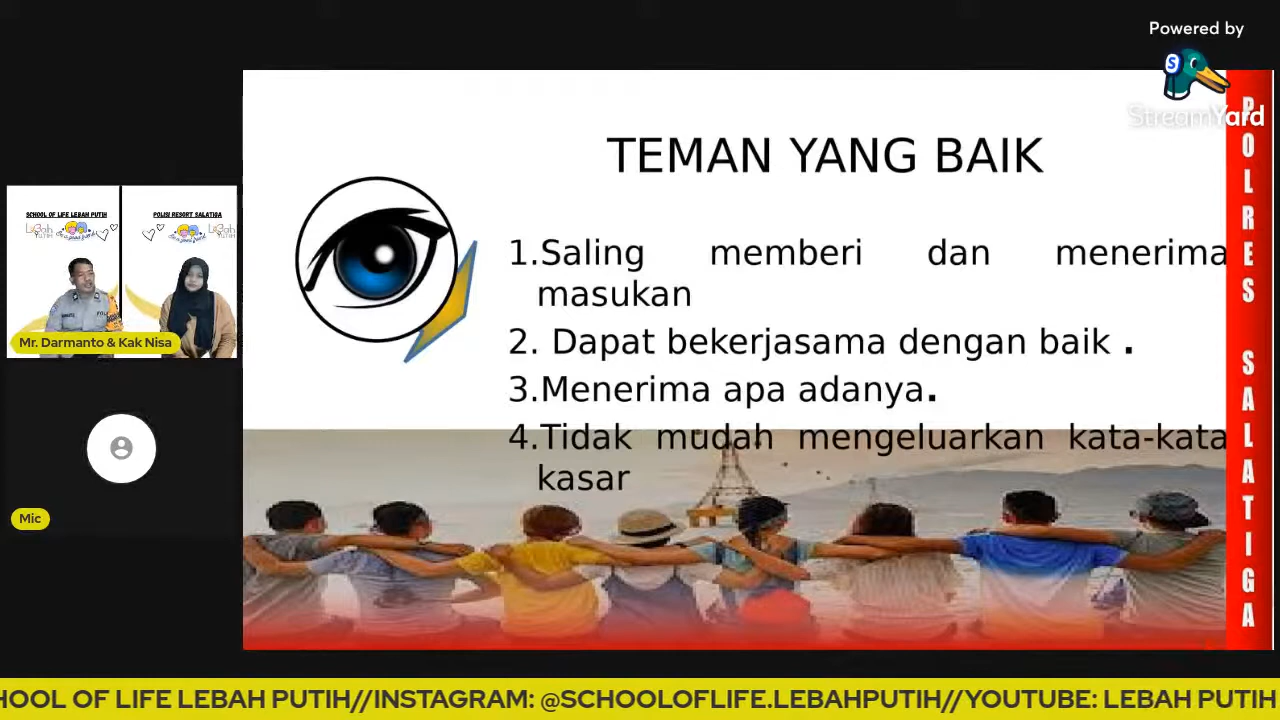 Powered by
StreamYard
TEMAN YANG BAIK
1.Saling memberi dan menerima
masukan
2. Dapat bekerjasama dengan baik .
3.Menerima apa adanya.
4.Tidak mudah mengeluarkan kata-kata
kasar
POLRES SALATIGA
SCHOOL OF LIFE LEBAH PUTIH
POLISI RESORT SALATIGA
Mr. Darmanto & Kak Nisa
Mic
HOOL OF LIFE LEBAH PUTIH//INSTAGRAM: @SCHOOLOFLIFE.LEBAHPUTIH//YOUTUBE: LEBAH PUTIH